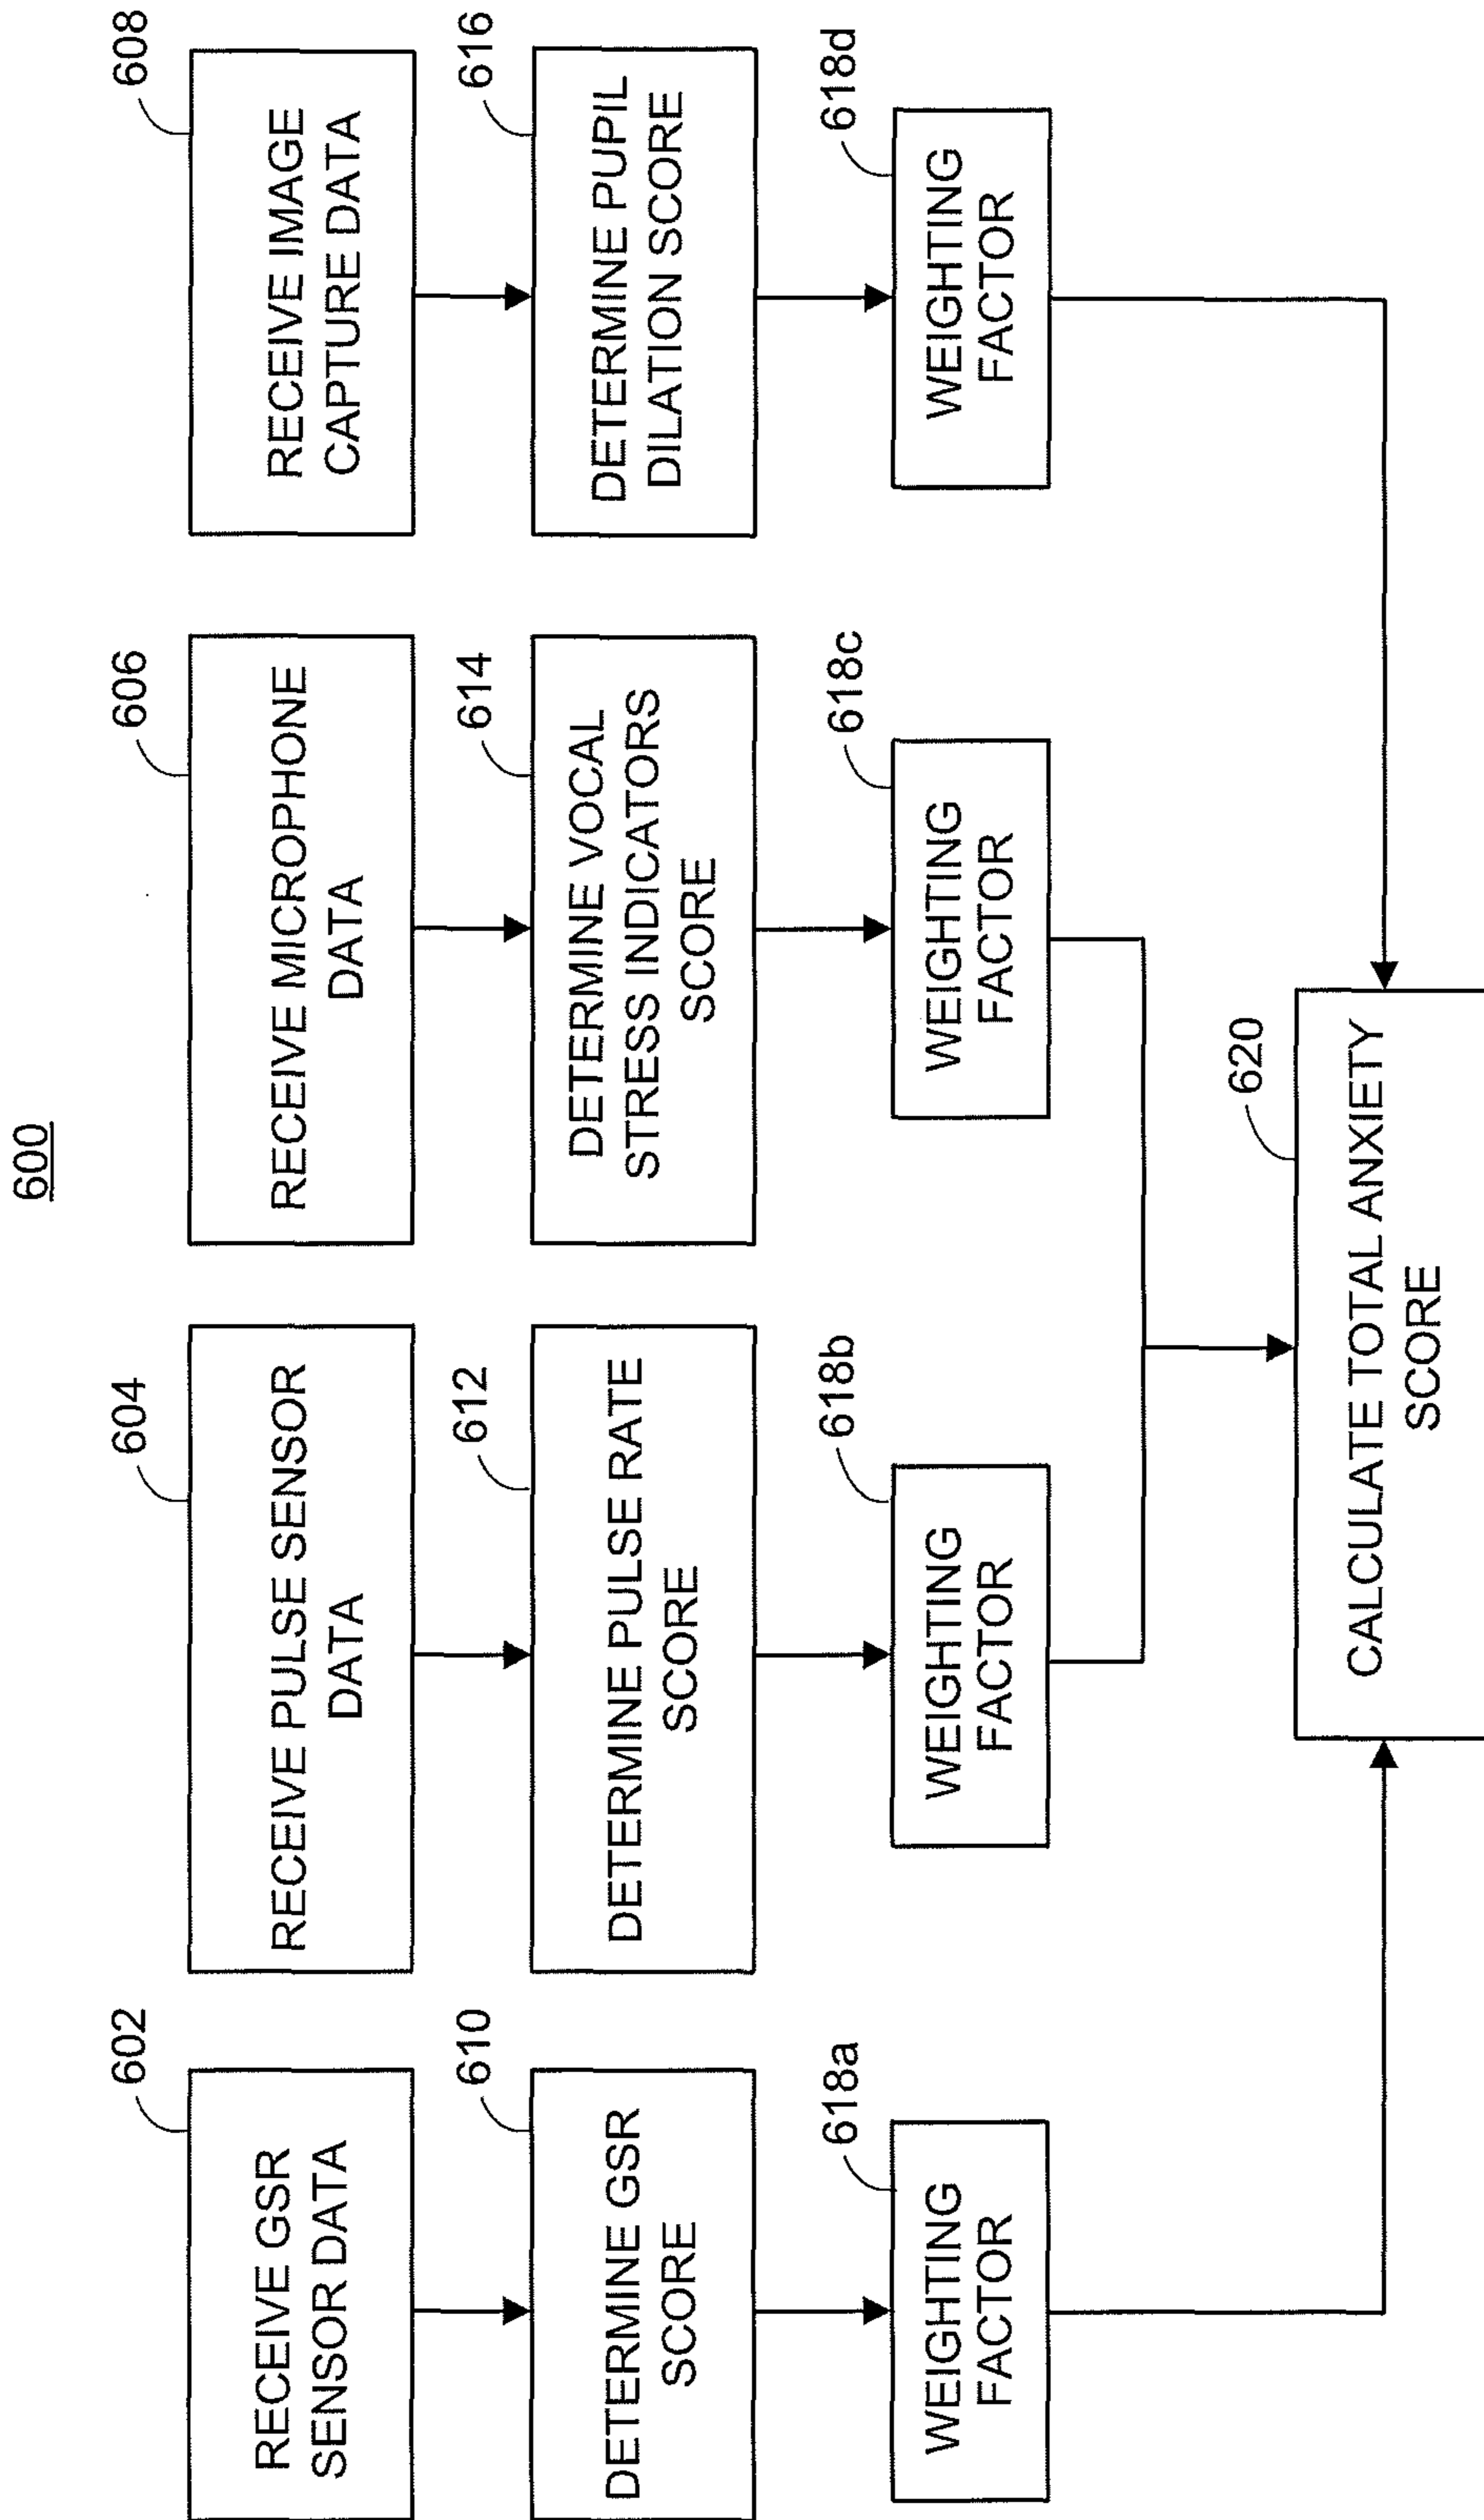 600
602
RECEIVE GSR
SENSOR DATA
604
RECEIVE PULSE SENSOR
DATA
606
RECEIVE MICROPHONE
DATA
608
RECEIVE IMAGE
CAPTURE DATA
610
DETERMINE GSR
SCORE
612
DETERMINE PULSE RATE
SCORE
614
DETERMINE VOCAL
STRESS INDICATORS
SCORE
616
DETERMINE PUPIL
DILATION SCORE
618a
WEIGHTING
FACTOR
618b
WEIGHTING
FACTOR
618c
WEIGHTING
FACTOR
618d
WEIGHTING
FACTOR
620
CALCULATE TOTAL ANXIETY
SCORE